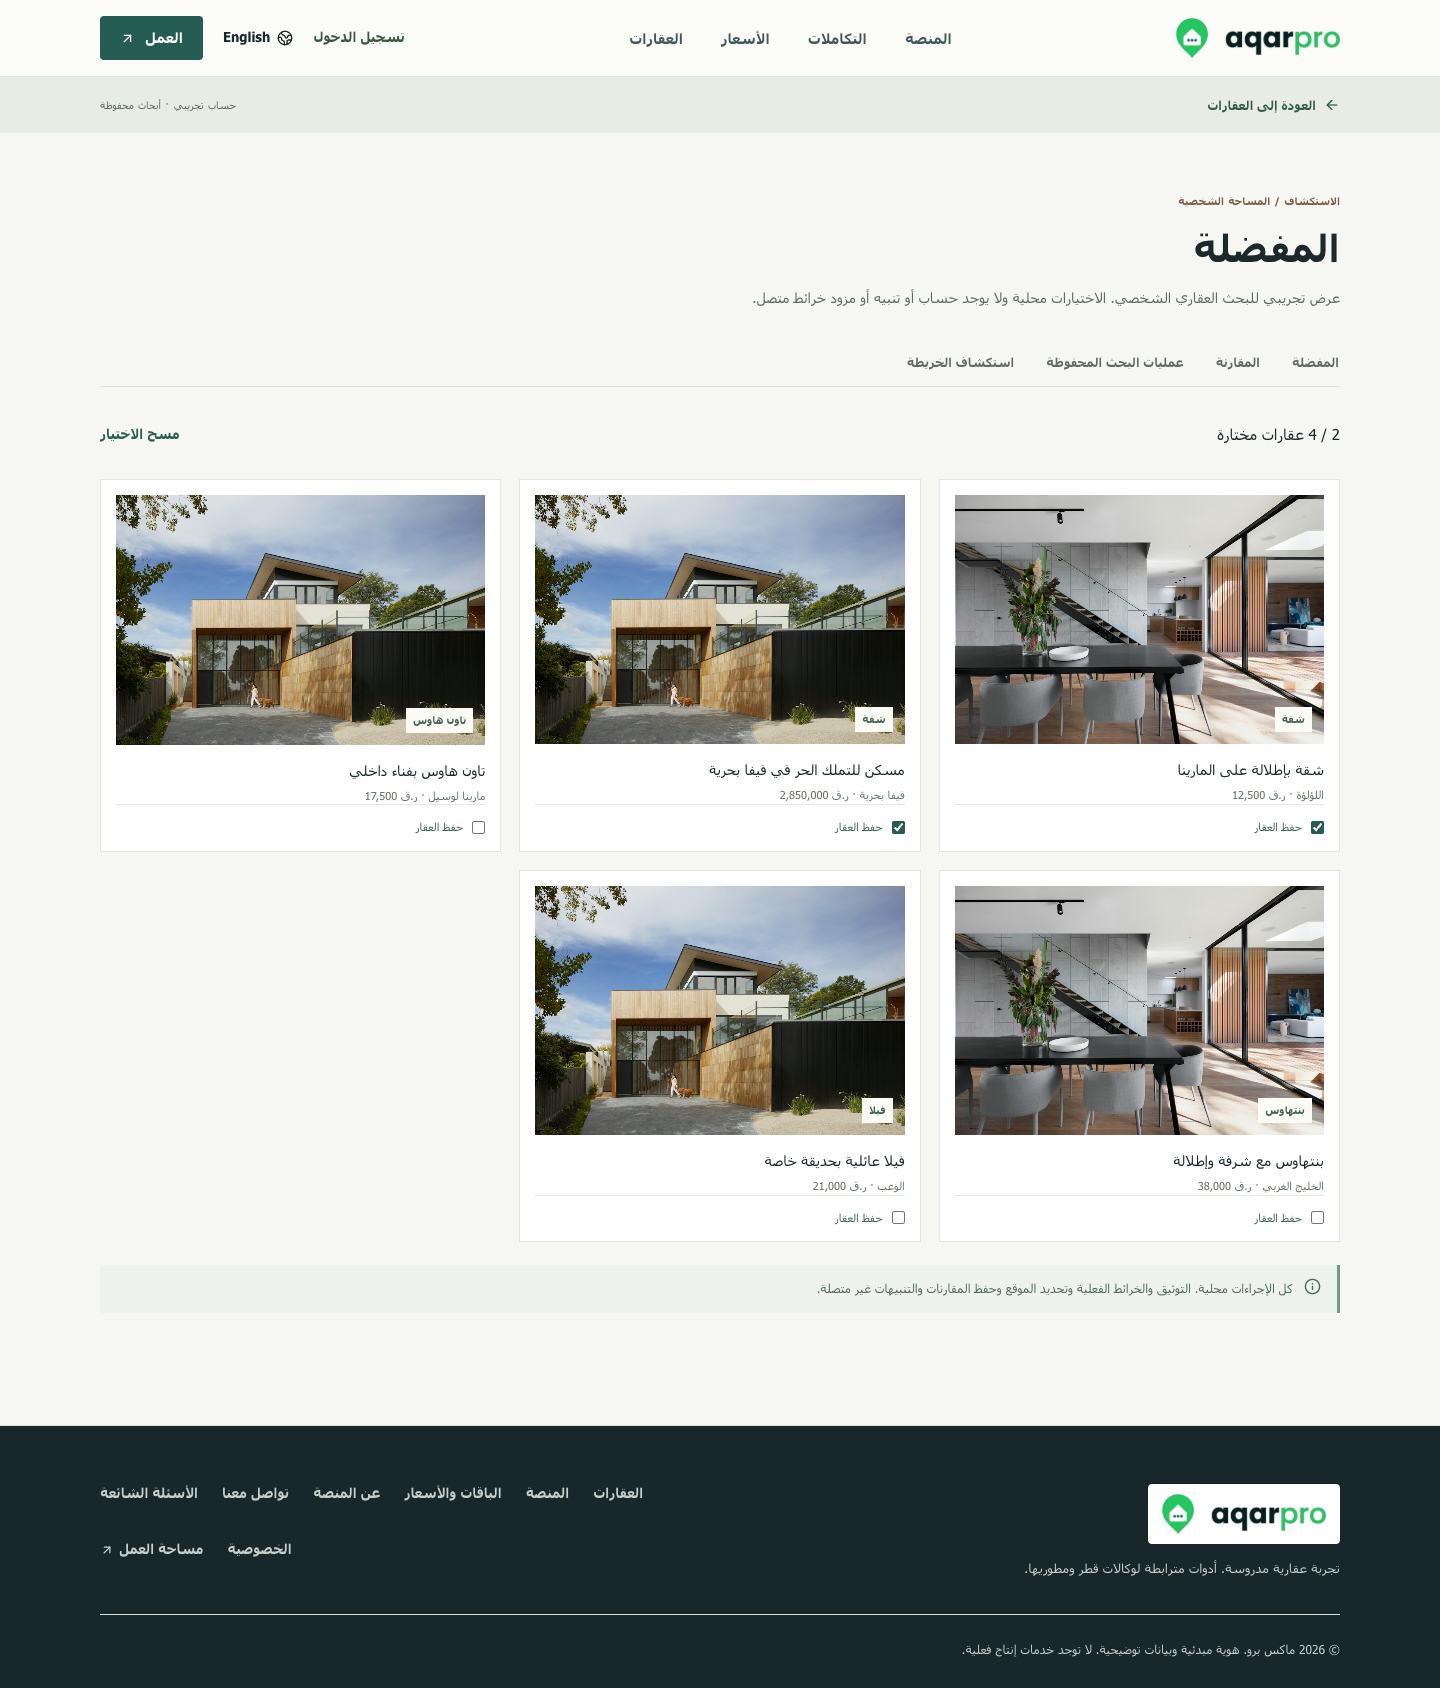 aqarpro
المنصة
التكاملات
الأسعار
العقارات
تسجيل الدخول
English
العمل
العودة إلى العقارات
حساب تجريبي · أبحاث محفوظة
الاستكشاف / المساحة الشخصية
المفضلة
عرض تجريبي للبحث العقاري الشخصي. الاختيارات محلية ولا يوجد حساب أو تنبيه أو مزود خرائط متصل.
المفضلة
المقارنة
عمليات البحث المحفوظة
استكشاف الخريطة
2 / 4 عقارات مختارة
مسح الاختيار
شقة
شقة بإطلالة على المارينا
اللؤلؤة · ر.ق 12,500
حفظ العقار
شقة
مسكن للتملك الحر في فيفا بحرية
فيفا بحرية · ر.ق 2,850,000
حفظ العقار
تاون هاوس
تاون هاوس بفناء داخلي
مارينا لوسيل · ر.ق 17,500
حفظ العقار
بنتهاوس
بنتهاوس مع شرفة وإطلالة
الخليج الغربي · ر.ق 38,000
حفظ العقار
فيلا
فيلا عائلية بحديقة خاصة
الوعب · ر.ق 21,000
حفظ العقار
كل الإجراءات محلية. التوثيق والخرائط الفعلية وتحديد الموقع وحفظ المقارنات والتنبيهات غير متصلة.
aqarpro
تجربة عقارية مدروسة. أدوات مترابطة لوكالات قطر ومطوريها.
العقارات
المنصة
الباقات والأسعار
عن المنصة
تواصل معنا
الأسئلة الشائعة
الخصوصية
مساحة العمل
© 2026 ماكس برو. هوية مبدئية وبيانات توضيحية. لا توجد خدمات إنتاج فعلية.